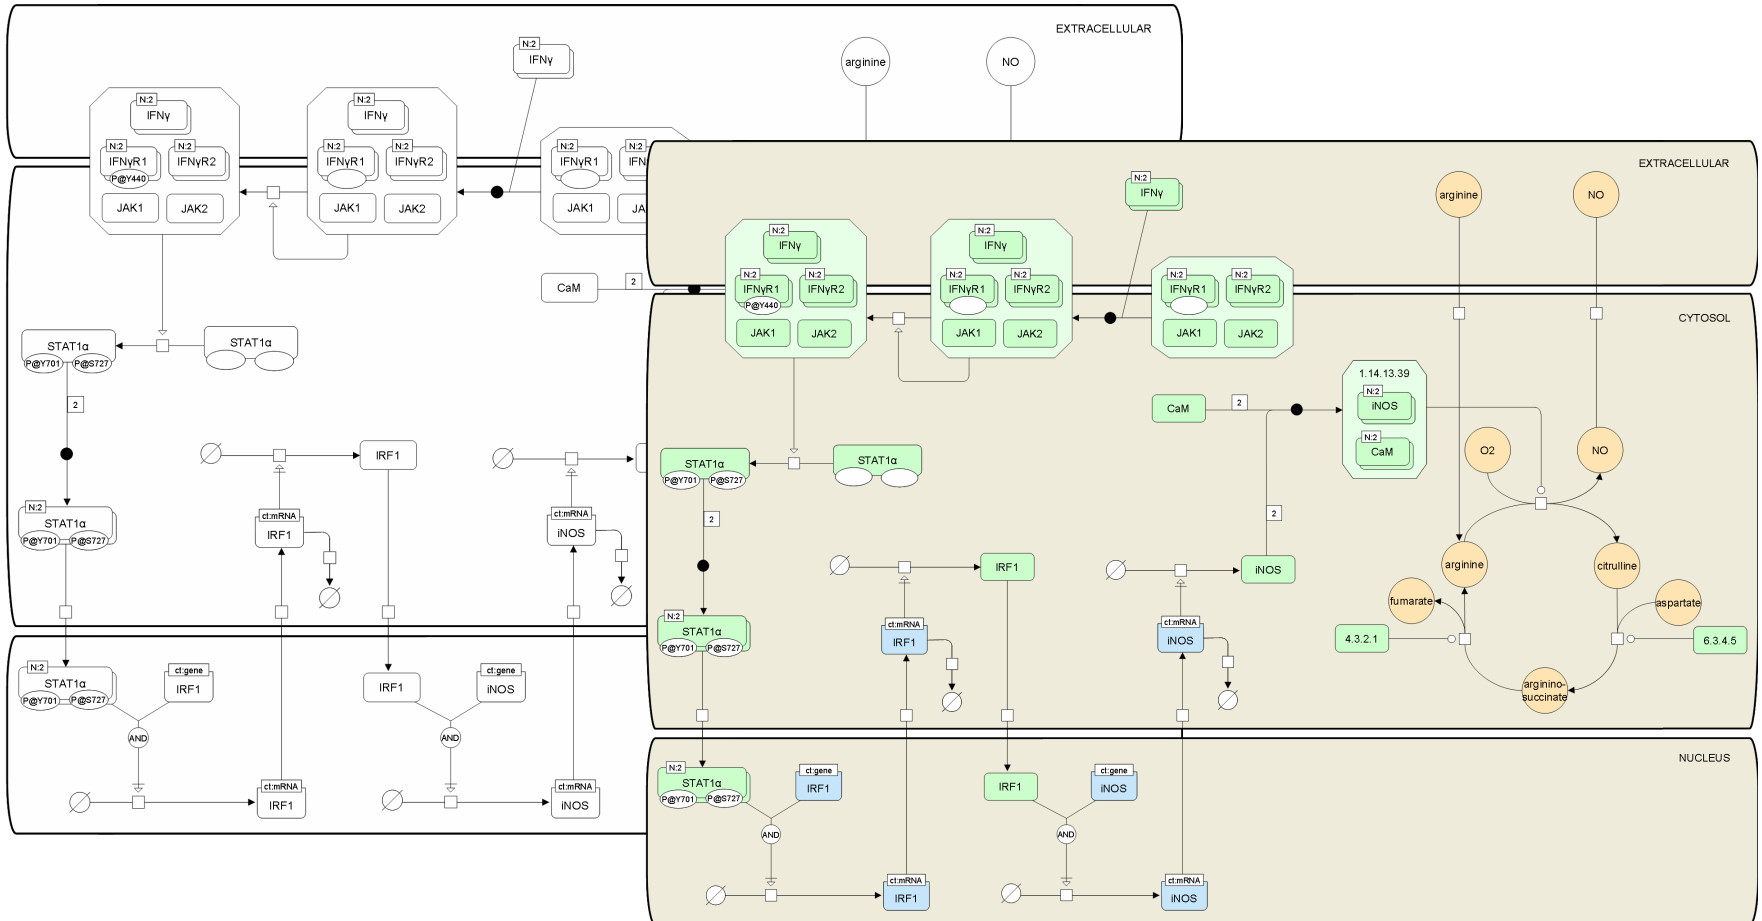 EXTRACELLULAR
N:2
IFNγ
arginine
NO
N:2
IFNγ
N:2
IFNγR1
P@Y440
N:2
IFNγR2
JAK1
JAK2
N:2
IFNγ
N:2
IFNγR1
N:2
IFNγR2
JAK1
JAK2
N:2
IFNγR1
N:2
JAK1
CaM
2
STAT1α
P@Y701
P@S727
STAT1α
2
N:2
STAT1α
P@Y701
P@S727
IRF1
ct:mRNA
IRF1
ct:mRNA
iNOS
N:2
STAT1α
P@Y701
P@S727
ct:gene
IRF1
AND
ct:mRNA
IRF1
IRF1
ct:gene
iNOS
AND
ct:mRNA
iNOS
EXTRACELLULAR
N:2
IFNγ
arginine
NO
N:2
IFNγ
N:2
IFNγR1
P@Y440
N:2
IFNγR2
JAK1
JAK2
N:2
IFNγ
N:2
IFNγR1
N:2
IFNγR2
JAK1
JAK2
N:2
IFNγR1
N:2
IFNγR2
JAK1
JAK2
CYTOSOL
CaM
2
1.14.13.39
N:2
iNOS
N:2
CaM
O2
NO
STAT1α
P@Y701
P@S727
STAT1α
2
2
N:2
STAT1α
P@Y701
P@S727
IRF1
ct:mRNA
IRF1
iNOS
ct:mRNA
iNOS
arginine
citrulline
fumarate
aspartate
4.3.2.1
6.3.4.5
arginino-
succinate
NUCLEUS
N:2
STAT1α
P@Y701
P@S727
ct:gene
IRF1
AND
ct:mRNA
IRF1
IRF1
ct:gene
iNOS
AND
ct:mRNA
iNOS